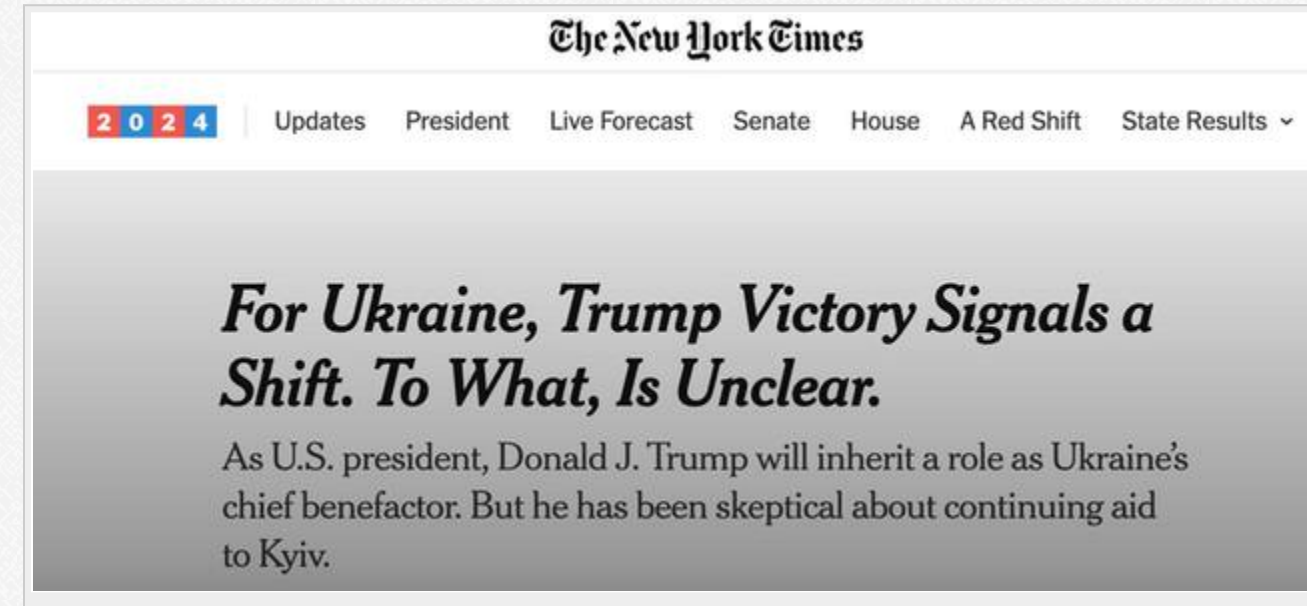 The New York Times
2024 Updates President Live Forecast Senate House A Red Shift State Results
For Ukraine, Trump Victory Signals a
Shift. To What, Is Unclear.
As U.S. president, Donald J. Trump will inherit a role as Ukraine’s
chief benefactor. But he has been skeptical about continuing aid
to Kyiv.